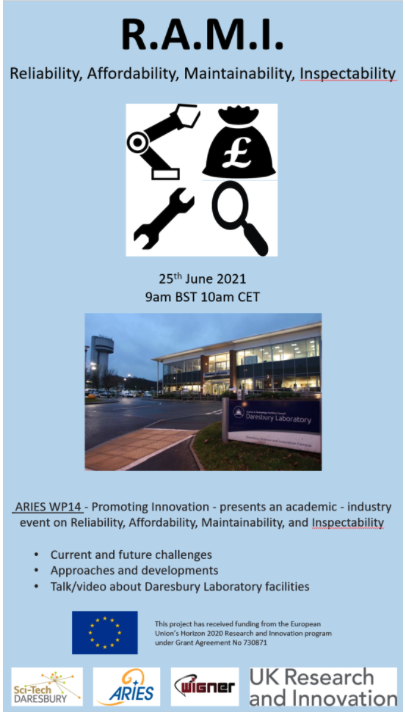 R.A.M.I.
Reliability, Affordability, Maintainability, Inspectability
£
25th June 2021
9am BST 10am CET
Daresbury Laboratory
ARIES WP14 - Promoting Innovation - presents an academic - industry
event on Reliability, Affordability, Maintainability, and Inspectability
• Current and future challenges
• Approaches and developments
• Talk/video about Daresbury Laboratory facilities
This project has received funding from the European
Union's Horizon 2020 Research and Innovation program
under Grant Agreement No 730871
Sci-Tech
DARESBURY
ARIES
wigner
UK Research
and Innovation